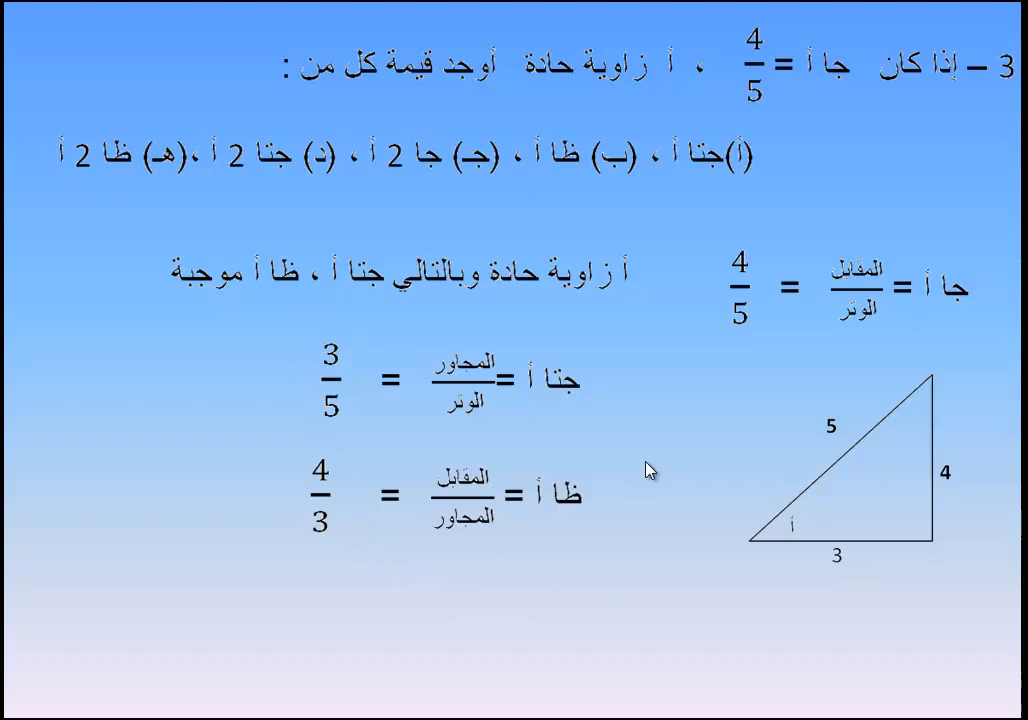 3 – إذا كان جا أ = 4/5 ، أ زاوية حادة أوجد قيمة كل من :
(أ)جتا أ ، (ب) ظا أ ، (جـ) جا 2 أ ، (د) جتا 2 أ ،(هـ) ظا 2 أ
جا أ = المقابل/الوتر = 4/5
أ زاوية حادة وبالتالي جتا أ ، ظا أ موجبة
جتا أ = المجاور/الوتر = 3/5
ظا أ = المقابل/المجاور = 4/3
5
4
أ
3